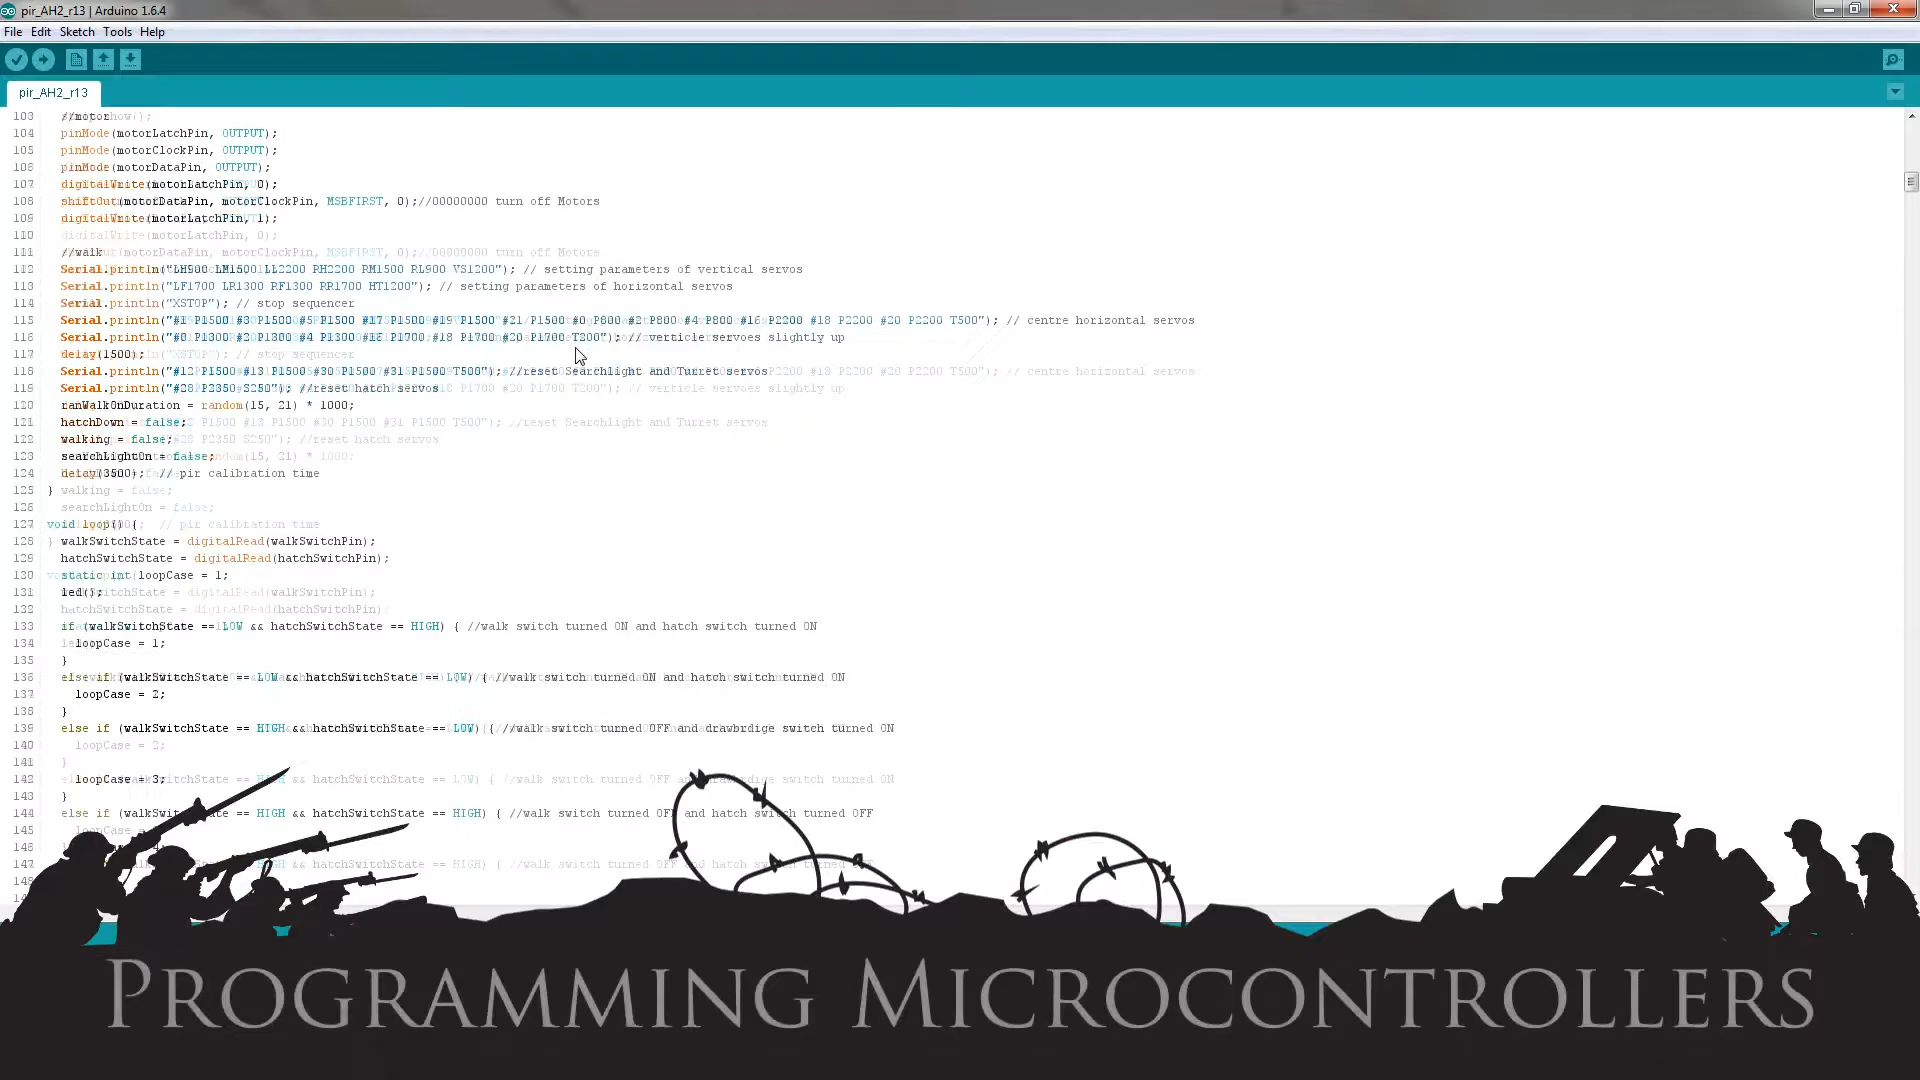 pir_AH2_r13 | Arduino 1.6.4
File Edit Sketch Tools Help
pir_AH2_r13
103 //motor
104 pinMode(motorLatchPin, OUTPUT);
105 pinMode(motorClockPin, OUTPUT);
106 pinMode(motorDataPin, OUTPUT);
107 digitalWrite(motorLatchPin, 0);
108 shiftOut(motorDataPin, motorClockPin, MSBFIRST, 0);//00000000 turn off Motors
109 digitalWrite(motorLatchPin, 1);
110
111 //walk
112 Serial.println("LH900 LM1500 LL2200 RH2200 RM1500 RL900 VS1200"); // setting parameters of vertical servos
113 Serial.println("LF1700 LR1300 RF1300 RR1700 HT1200"); // setting parameters of horizontal servos
114 Serial.println("XSTOP"); // stop sequencer
115 Serial.println("#1 P1500 #3 P1500 #5 P1500 #17 P1500 #19 P1500 #21 P1500 #0 P800 #2 P800 #4 P800 #16 P2200 #18 P2200 #20 P2200 T500"); // centre horizontal servos
116 Serial.println("#0 P1300 #2 P1300 #4 P1300 #16 P1700 #18 P1700 #20 P1700 T200"); // verticle servoes slightly up
117 delay(1500);
118 Serial.println("#12 P1500 #13 P1500 #30 P1500 #31 P1500 T500"); //reset Searchlight and Turret servos
119 Serial.println("#28 P2350 S250"); //reset hatch servos
120 ranWalkOnDuration = random(15, 21) * 1000;
121 hatchDown = false;
122 walking = false;
123 searchLightOn = false;
124 delay(3500); // pir calibration time
125 }
126
127 void loop() {
128 walkSwitchState = digitalRead(walkSwitchPin);
129 hatchSwitchState = digitalRead(hatchSwitchPin);
130 static int loopCase = 1;
131 led();
132
133 if (walkSwitchState == LOW && hatchSwitchState == HIGH) { //walk switch turned ON and hatch switch turned ON
134 loopCase = 1;
135 }
136 else if (walkSwitchState == LOW && hatchSwitchState == LOW) { //walk switch turned ON and hatch switch turned ON
137 loopCase = 2;
138 }
139 else if (walkSwitchState == HIGH && hatchSwitchState == LOW) { //walk switch turned OFF and drawbrdige switch turned ON
140
141
142 loopCase = 3;
143 }
144 else if (walkSwitchState == HIGH && hatchSwitchState == HIGH) { //walk switch turned OFF and hatch switch turned OFF
145
146
147
Programming Microcontrollers